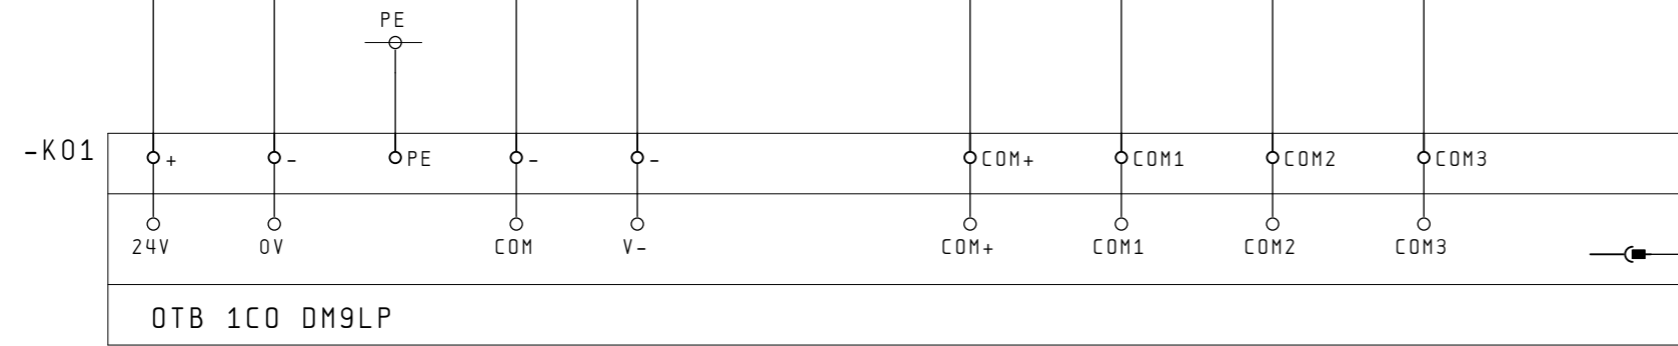 PE
-K01
+ - PE - - COM+ COM1 COM2 COM3
24V 0V COM V- COM+ COM1 COM2 COM3
OTB 1C0 DM9LP